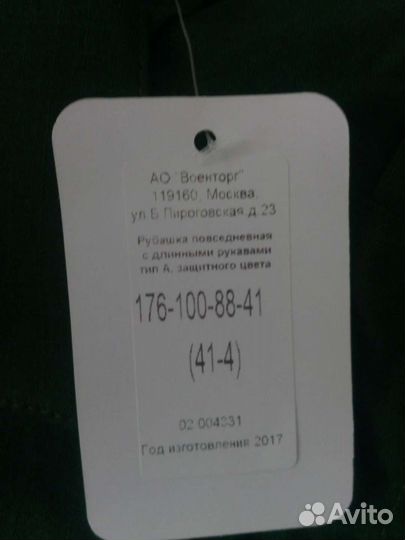 АО "Военторг"
119160, Москва,
ул.Б.Пироговская д.23
Рубашка повседневная
с длинными рукавами
тип А, защитного цвета
176-100-88-41
(41-4)
02 004331
Год изготовления 2017
Avito